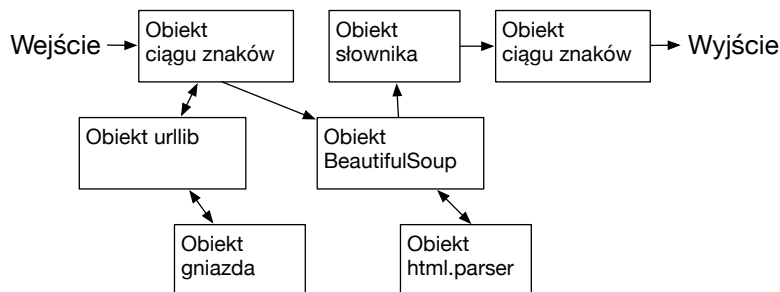 Wejście
Obiekt
ciągu znaków
Obiekt
słownika
Obiekt
ciągu znaków
Wyjście
Obiekt urllib
Obiekt
BeautifulSoup
Obiekt
gniazda
Obiekt
html.parser